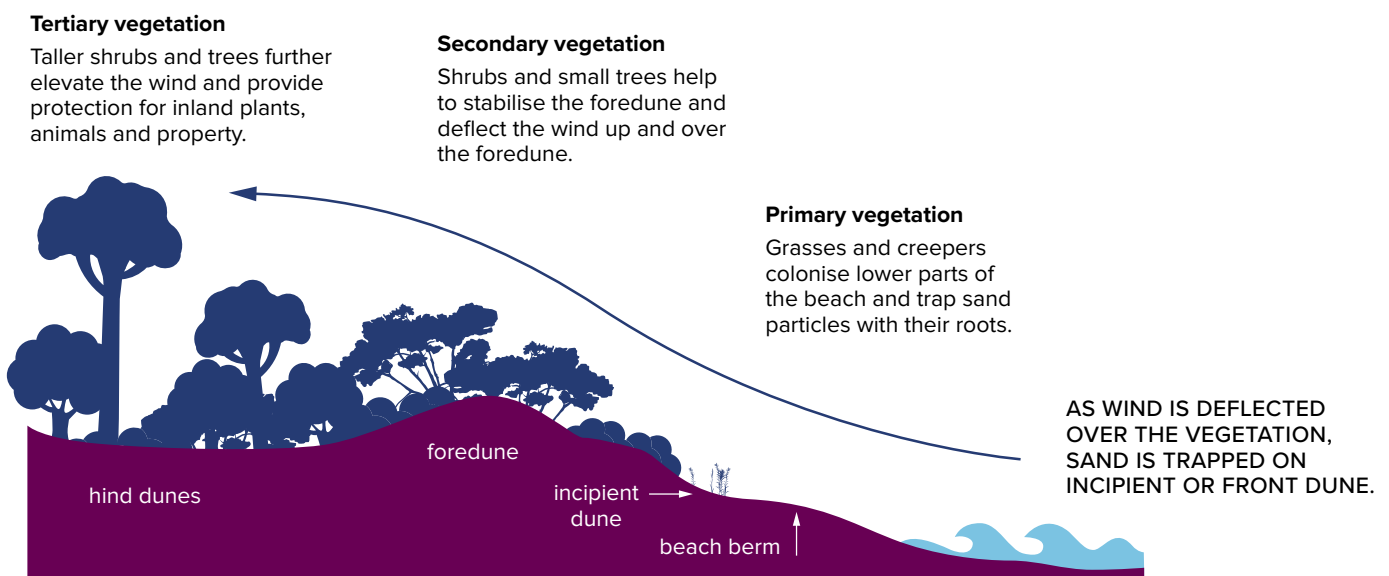 Tertiary vegetation
Taller shrubs and trees further
elevate the wind and provide
protection for inland plants,
animals and property.
Secondary vegetation
Shrubs and small trees help
to stabilise the foredune and
deflect the wind up and over
the foredune.
Primary vegetation
Grasses and creepers
colonise lower parts of
the beach and trap sand
particles with their roots.
AS WIND IS DEFLECTED
OVER THE VEGETATION,
SAND IS TRAPPED ON
INCIPIENT OR FRONT DUNE.
hind dunes
foredune
incipient
dune
beach berm